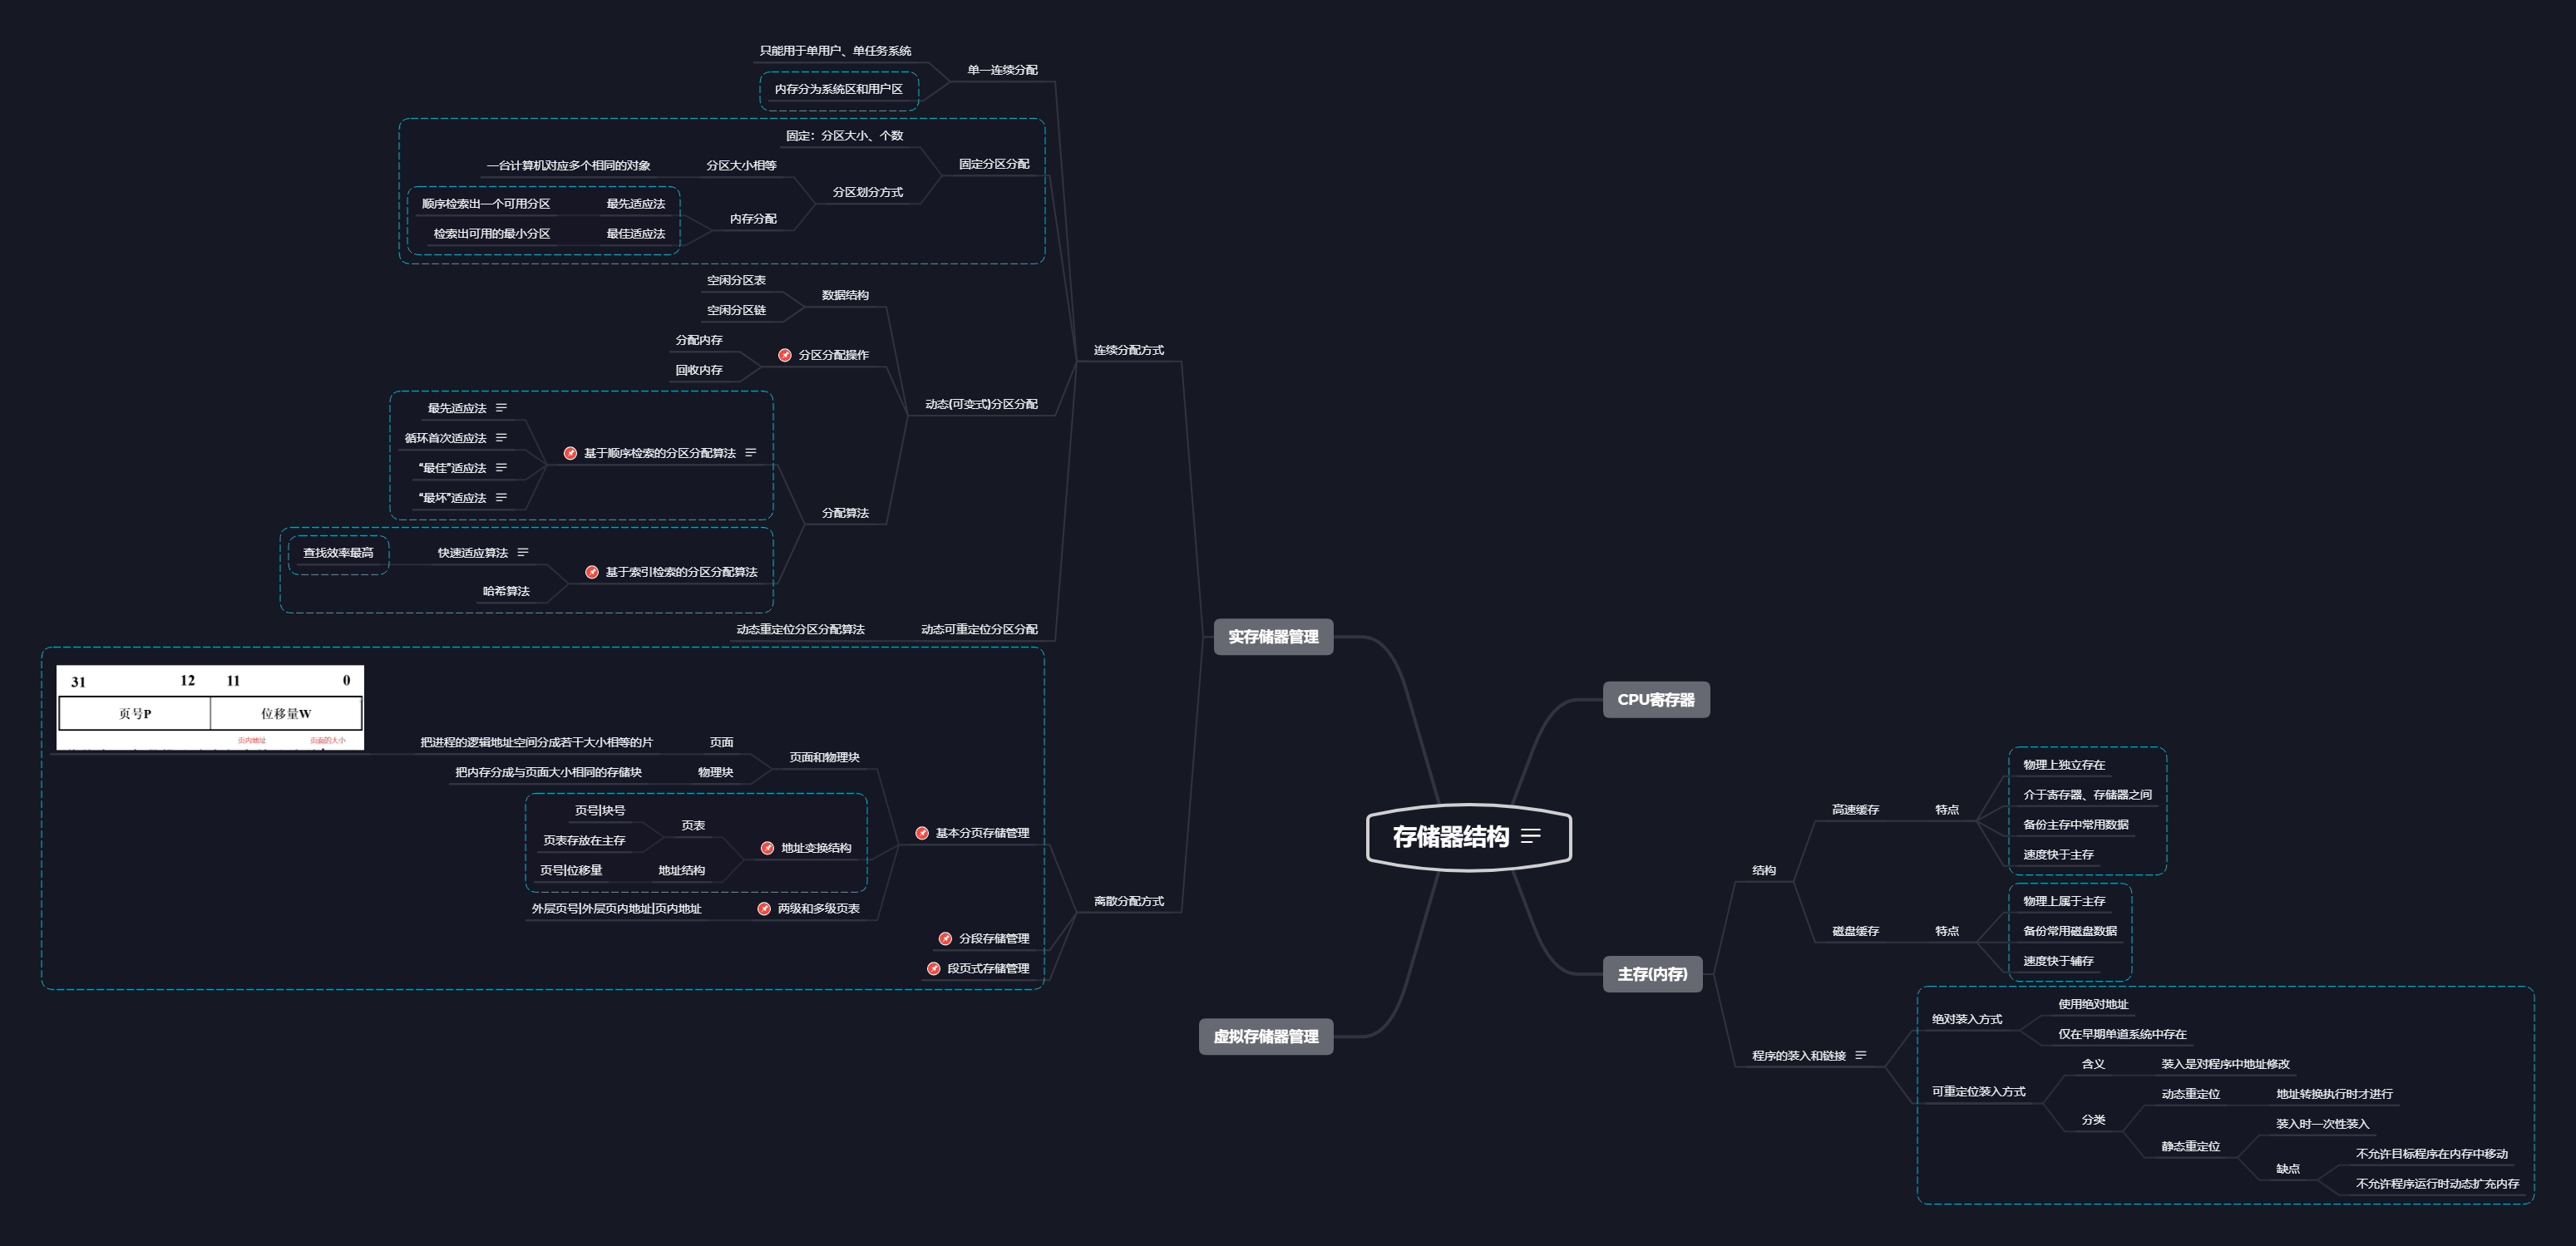 存储器结构
CPU寄存器
主存(内存)
结构
高速缓存
特点
物理上独立存在
介于寄存器、存储器之间
备份主存中常用数据
速度快于主存
磁盘缓存
特点
物理上属于主存
备份常用磁盘数据
速度快于辅存
程序的装入和链接
绝对装入方式
使用绝对地址
仅在早期单道系统中存在
可重定位装入方式
含义
装入是对程序中地址修改
分类
动态重定位
地址转换执行时才进行
静态重定位
装入时一次性装入
缺点
不允许目标程序在内存中移动
不允许程序运行时动态扩充内存
实存储器管理
连续分配方式
单一连续分配
只能用于单用户、单任务系统
内存分为系统区和用户区
固定分区分配
固定：分区大小、个数
分区划分方式
分区大小相等
一台计算机对应多个相同的对象
内存分配
最先适应法
顺序检索出一个可用分区
最佳适应法
检索出可用的最小分区
动态(可变式)分区分配
数据结构
空闲分区表
空闲分区链
分区分配操作
分配内存
回收内存
分配算法
基于顺序检索的分区分配算法
最先适应法
循环首次适应法
“最佳”适应法
“最坏”适应法
基于索引检索的分区分配算法
快速适应算法
查找效率最高
哈希算法
动态可重定位分区分配
动态重定位分区分配算法
离散分配方式
基本分页存储管理
页面和物理块
页面
把进程的逻辑地址空间分成若干大小相等的片
31 12 11 0
页号P 位移量W
页内地址 页面的大小
物理块
把内存分成与页面大小相同的存储块
地址变换结构
页表
页号|块号
页表存放在主存
地址结构
页号|位移量
两级和多级页表
外层页号|外层页内地址|页内地址
分段存储管理
段页式存储管理
虚拟存储器管理